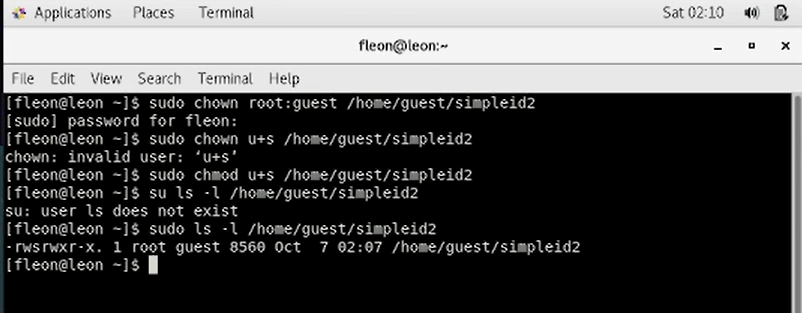 Applications Places Terminal Sat 02:10
fleon@leon:~
File Edit View Search Terminal Help
[fleon@leon ~]$ sudo chown root:guest /home/guest/simpleid2
[sudo] password for fleon:
[fleon@leon ~]$ sudo chown u+s /home/guest/simpleid2
chown: invalid user: ‘u+s’
[fleon@leon ~]$ sudo chmod u+s /home/guest/simpleid2
[fleon@leon ~]$ su ls -l /home/guest/simpleid2
su: user ls does not exist
[fleon@leon ~]$ sudo ls -l /home/guest/simpleid2
-rwsrwxr-x. 1 root guest 8560 Oct  7 02:07 /home/guest/simpleid2
[fleon@leon ~]$